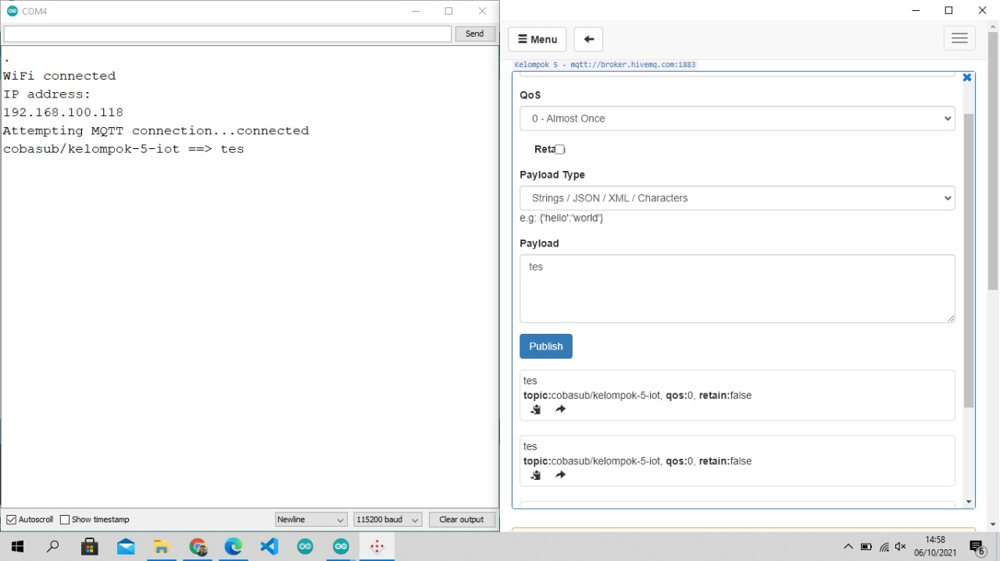 COM4
Send
.
WiFi connected
IP address:
192.168.100.118
Attempting MQTT connection...connected
cobasub/kelompok-5-iot ==> tes
Autoscroll
Show timestamp
Newline
115200 baud
Clear output
Menu
Kelompok 5 - mqtt://broker.hivemq.com:1883
QoS
0 - Almost Once
Retain
Payload Type
Strings / JSON / XML / Characters
e.g: {'hello':'world'}
Payload
tes
Publish
tes
topic:cobasub/kelompok-5-iot, qos:0, retain:false
tes
topic:cobasub/kelompok-5-iot, qos:0, retain:false
4:58
06/10/2021
6